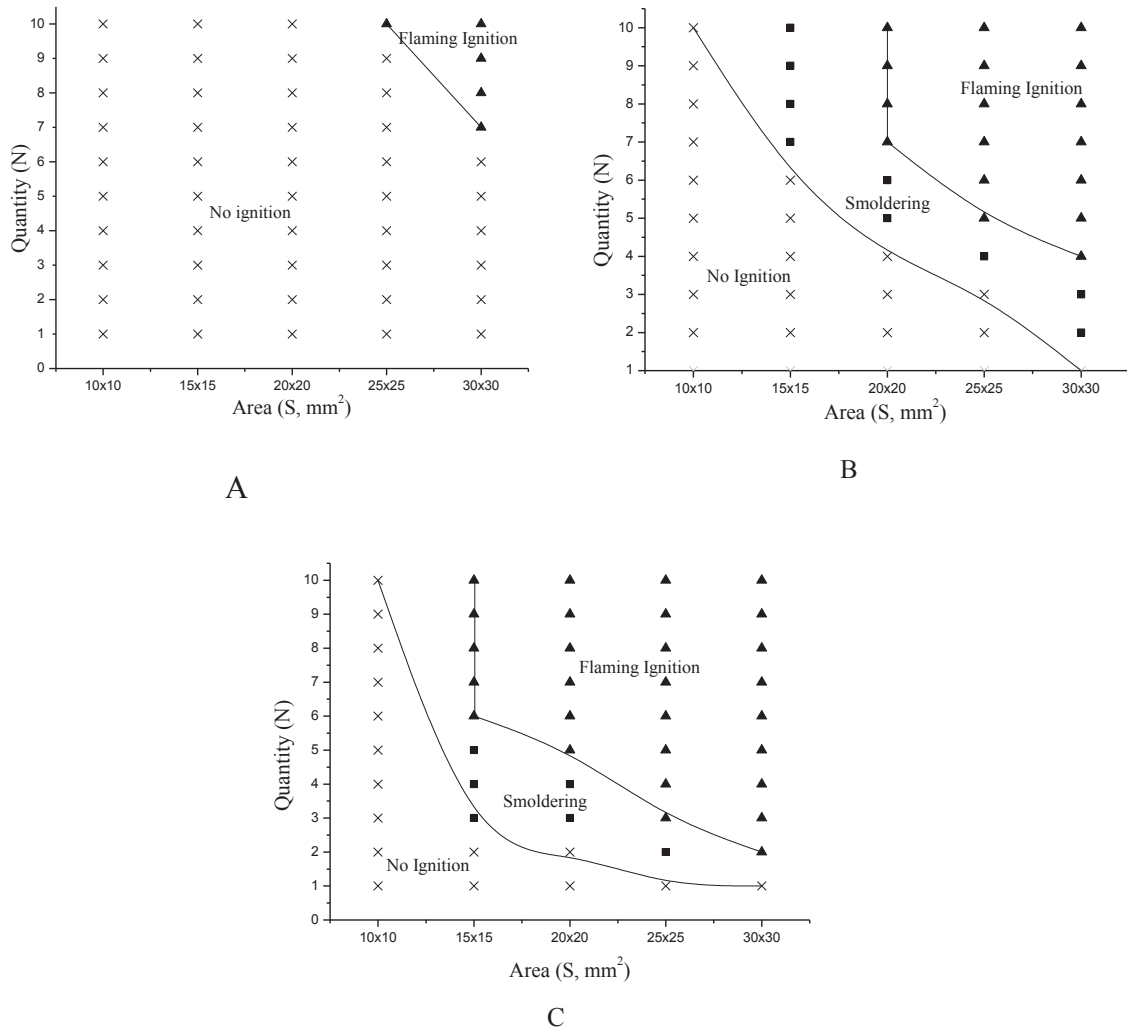 10
9
8
7
6
5
4
3
2
1
0
Quantity (N)
Flaming Ignition
No ignition
10x10 15x15 20x20 25x25 30x30
Area (S, mm²)
A
10
9
8
7
6
5
4
3
2
1
Quantity (N)
Flaming Ignition
Smoldering
No Ignition
10x10 15x15 20x20 25x25 30x30
Area (S, mm²)
B
10
9
8
7
6
5
4
3
2
1
0
Quantity (N)
Flaming Ignition
Smoldering
No Ignition
10x10 15x15 20x20 25x25 30x30
Area (S, mm²)
C